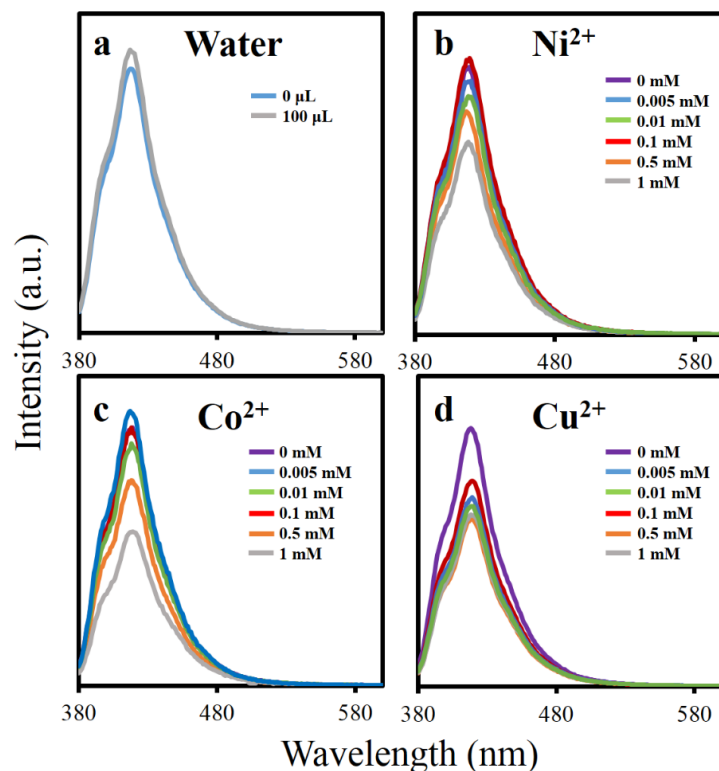 a Water
0 µL
100 µL
b Ni²⁺
0 mM
0.005 mM
0.01 mM
0.1 mM
0.5 mM
1 mM
380 480 580
380 480 580
c Co²⁺
0 mM
0.005 mM
0.01 mM
0.1 mM
0.5 mM
1 mM
d Cu²⁺
0 mM
0.005 mM
0.01 mM
0.1 mM
0.5 mM
1 mM
380 480 580
380 480 580
Intensity (a.u.)
Wavelength (nm)